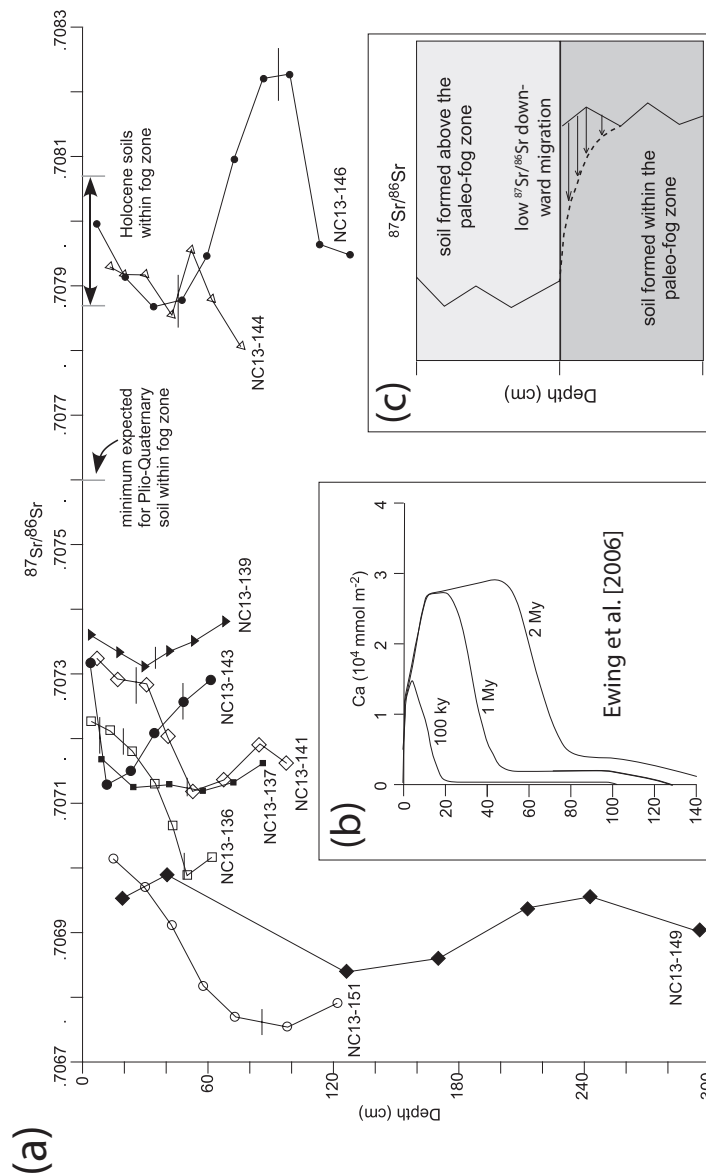 (a)
87Sr/86Sr
.7067
.
.7069
.
.7071
.
.7073
.
.7075
.
.7077
.
.7079
.
.7081
.
.7083
Depth (cm)
0
60
120
180
240
300
minimum expected
for Plio-Quaternary
soil within fog zone
Holocene soils
within fog zone
NC13-151
NC13-149
NC13-136
NC13-137
NC13-141
NC13-143
NC13-139
NC13-144
NC13-146
(b)
Ca (10⁴ mmol m-2)
0
1
2
3
4
0
20
40
60
80
100
120
140
100 ky
1 My
2 My
Ewing et al. [2006]
(c)
87Sr/86Sr
Depth (cm)
soil formed above the
paleo-fog zone
low 87Sr/86Sr down-
ward migration
soil formed within the
paleo-fog zone